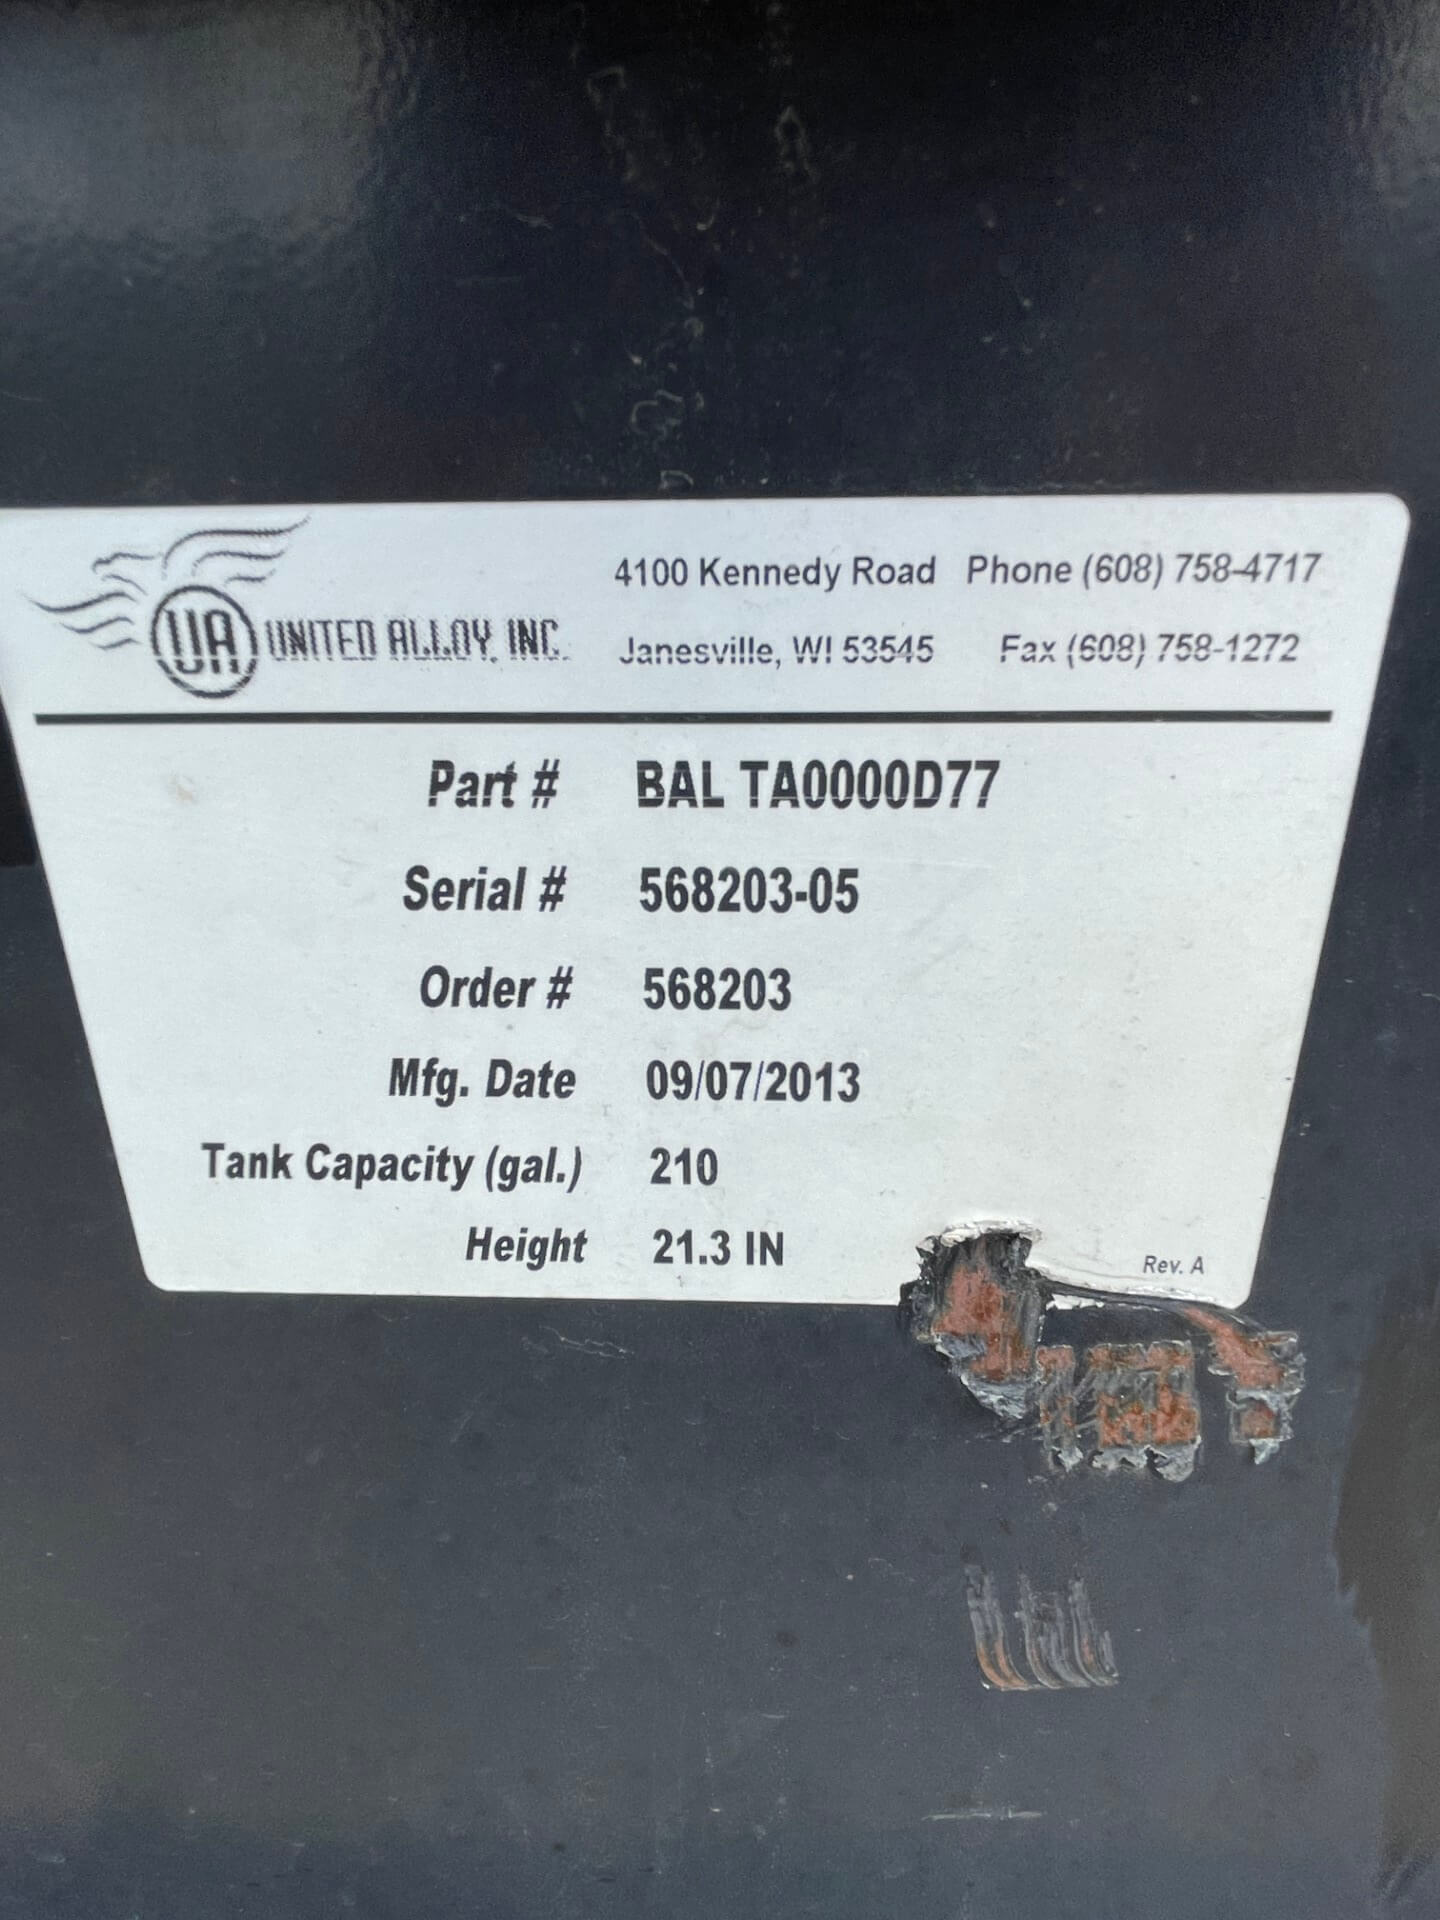 UA UNITED ALLOY, INC.
4100 Kennedy Road Phone (608) 758-4717
Janesville, WI 53545 Fax (608) 758-1272
Part # BAL TA0000D77
Serial # 568203-05
Order # 568203
Mfg. Date 09/07/2013
Tank Capacity (gal.) 210
Height 21.3 IN
Rev. A